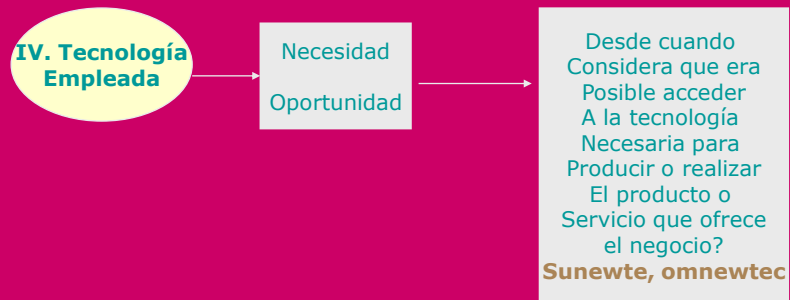 IV. Tecnología
Empleada
Necesidad
Oportunidad
Desde cuando
Considera que era
Posible acceder
A la tecnología
Necesaria para
Producir o realizar
El producto o
Servicio que ofrece
el negocio?
Sunewte, omnewtec